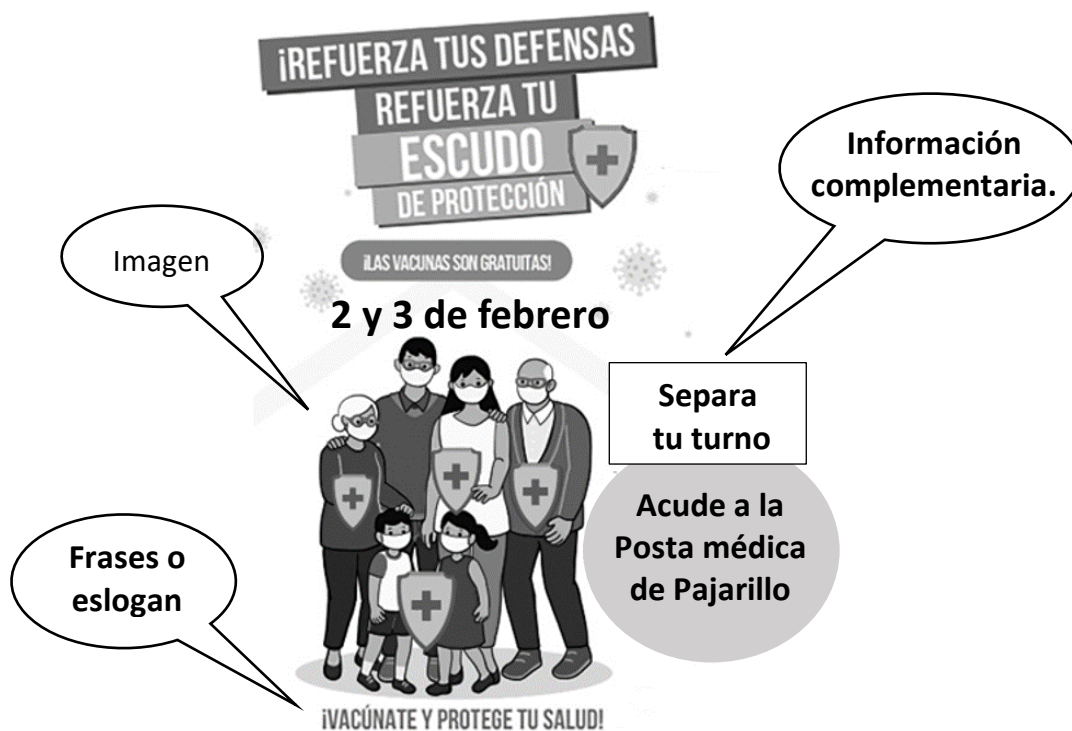 ¡REFUERZA TUS DEFENSAS
REFUERZA TU
ESCUDO
DE PROTECCIÓN
Información
complementaria.
Imagen
¡LAS VACUNAS SON GRATUITAS!
2 y 3 de febrero
Separa
tu turno
Acude a la
Posta médica
de Pajarillo
Frases o
eslogan
¡VACÚNATE Y PROTEGE TU SALUD!